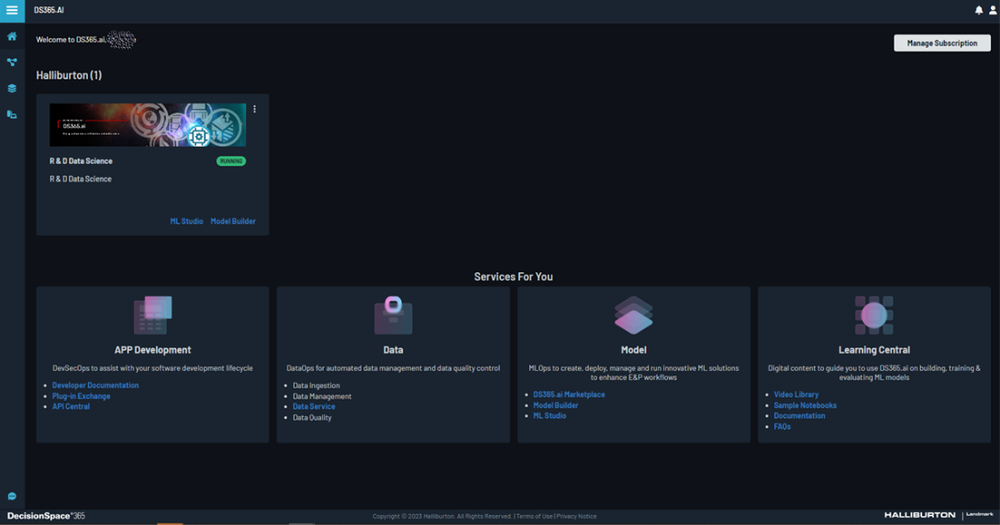 DS365.AI
Welcome to DS365.ai,
Manage Subscription
Halliburton (1)
DS365.ai
R & D Data Science
RUNNING
R & D Data Science
ML Studio Model Builder
Services For You
APP Development
DevSecOps to assist with your software development lifecycle
Developer Documentation
Plug-in Exchange
API Central
Data
DataOps for automated data management and data quality control
Data Ingestion
Data Management
Data Service
Data Quality
Model
MLOps to create, deploy, manage and run innovative ML solutions
to enhance E&P workflows
DS365.ai Marketplace
Model Builder
ML Studio
Learning Central
Digital content to guide you to use DS365.ai on building, training &
evaluating ML models
Video Library
Sample Notebooks
Documentation
FAQs
DecisionSpace®365
Copyright © 2023 Halliburton. All Rights Reserved. | Terms of Use | Privacy Notice
HALLIBURTON | Landmark